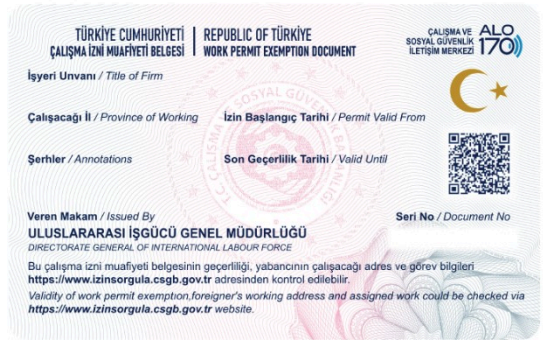 TÜRKİYE CUMHURİYETİ
ÇALIŞMA İZNİ MUAFİYETİ BELGESİ
REPUBLIC OF TÜRKİYE
WORK PERMIT EXEMPTION DOCUMENT
ÇALIŞMA VE
SOSYAL GÜVENLİK
İLETİŞİM MERKEZİ
ALO
170
İşyeri Unvanı / Title of Firm
Çalışacağı İl / Province of Working
İzin Başlangıç Tarihi / Permit Valid From
Şerhler / Annotations
Son Geçerlilik Tarihi / Valid Until
T.C. ÇALIŞMA VE SOSYAL GÜVENLİK BAKANLIĞI
Veren Makam / Issued By
Seri No / Document No
ULUSLARARASI İŞGÜCÜ GENEL MÜDÜRLÜĞÜ
DIRECTORATE GENERAL OF INTERNATIONAL LABOUR FORCE
Bu çalışma izni muafiyeti belgesinin geçerliliği, yabancının çalışacağı adres ve görev bilgileri
https://www.izinsorgula.csgb.gov.tr adresinden kontrol edilebilir.
Validity of work permit exemption,foreigner's working address and assigned work could be checked via
https://www.izinsorgula.csgb.gov.tr website.